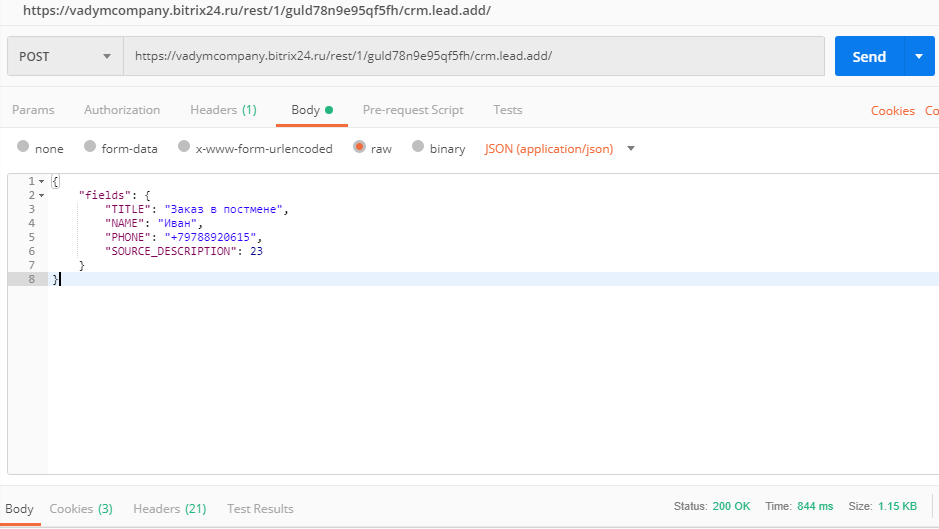 https://vadymcompany.bitrix24.ru/rest/1/guld78n9e95qf5fh/crm.lead.add/
POST https://vadymcompany.bitrix24.ru/rest/1/guld78n9e95qf5fh/crm.lead.add/ Send
Params Authorization Headers (1) Body Pre-request Script Tests Cookies Co
none form-data x-www-form-urlencoded raw binary JSON (application/json)
1 {
2 "fields": {
3 "TITLE": "Заказ в постмене",
4 "NAME": "Иван",
5 "PHONE": "+79788920615",
6 "SOURCE_DESCRIPTION": 23
7 }
8 }
Body Cookies (3) Headers (21) Test Results Status: 200 OK Time: 844 ms Size: 1.15 KB